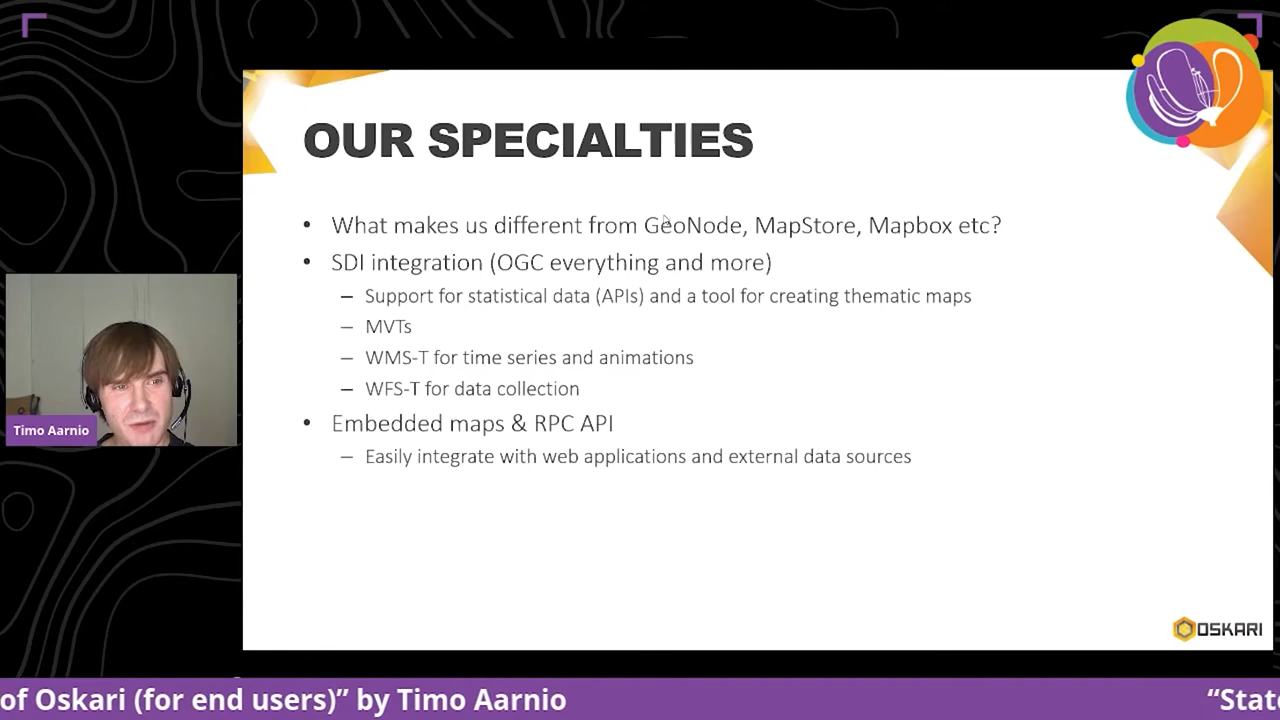 OUR SPECIALTIES
• What makes us different from GeoNode, MapStore, Mapbox etc?
• SDI integration (OGC everything and more)
– Support for statistical data (APIs) and a tool for creating thematic maps
– MVTs
– WMS-T for time series and animations
– WFS-T for data collection
• Embedded maps & RPC API
– Easily integrate with web applications and external data sources
Timo Aarnio
OSKARI
of Oskari (for end users)” by Timo Aarnio “State